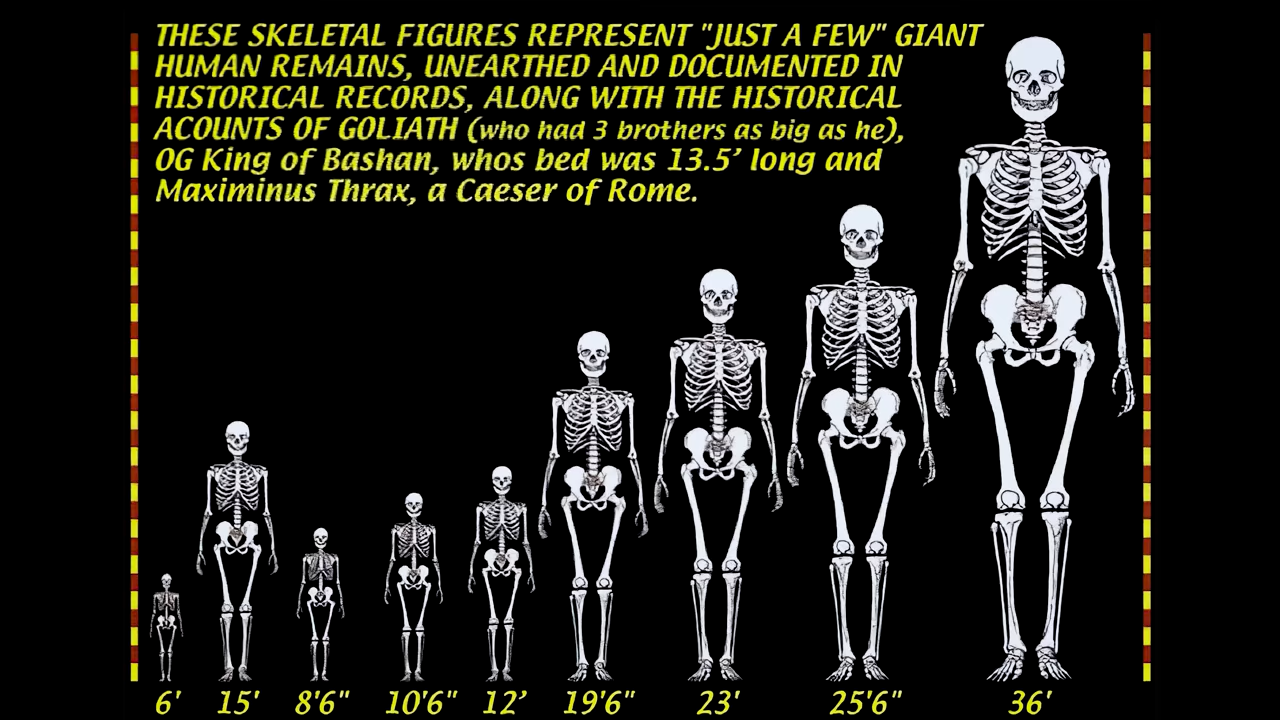 THESE SKELETAL FIGURES REPRESENT "JUST A FEW" GIANT
HUMAN REMAINS, UNEARTHED AND DOCUMENTED IN
HISTORICAL RECORDS, ALONG WITH THE HISTORICAL
ACOUNTS OF GOLIATH (who had 3 brothers as big as he),
OG King of Bashan, whos bed was 13.5’ long and
Maximinus Thrax, a Caeser of Rome.
6' 15' 8'6" 10'6" 12’ 19'6" 23' 25'6" 36'